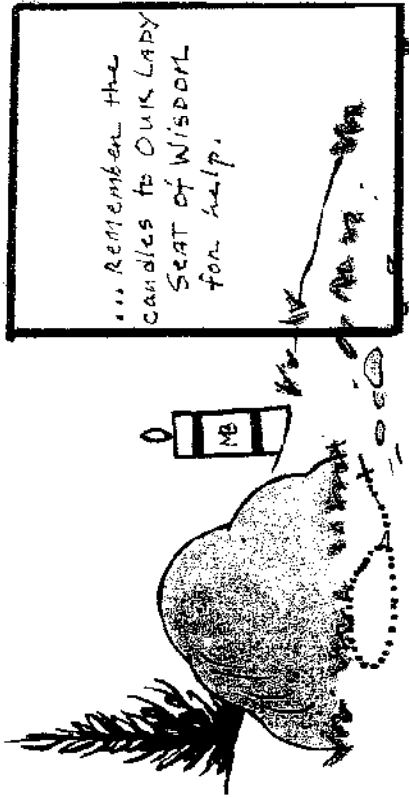 ... Remember the
candles to OUR LADY
SEAT of WISDOM
for help.
MB